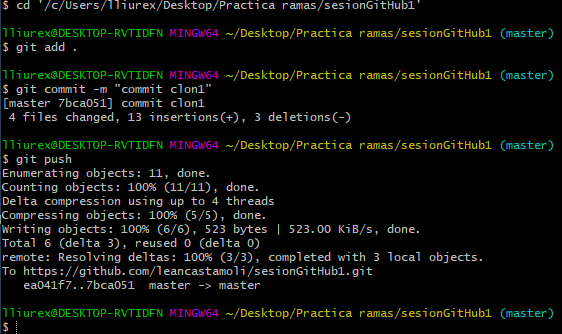 $ cd '/c/Users/lliurex/Desktop/Practica ramas/sesionGitHub1'
lliurex@DESKTOP-RVTIDFN MINGW64 ~/Desktop/Practica ramas/sesionGitHub1 (master)
$ git add .
lliurex@DESKTOP-RVTIDFN MINGW64 ~/Desktop/Practica ramas/sesionGitHub1 (master)
$ git commit -m "commit clon1"
[master 7bca051] commit clon1
 4 files changed, 13 insertions(+), 3 deletions(-)
lliurex@DESKTOP-RVTIDFN MINGW64 ~/Desktop/Practica ramas/sesionGitHub1 (master)
$ git push
Enumerating objects: 11, done.
Counting objects: 100% (11/11), done.
Delta compression using up to 4 threads
Compressing objects: 100% (5/5), done.
Writing objects: 100% (6/6), 523 bytes | 523.00 KiB/s, done.
Total 6 (delta 3), reused 0 (delta 0)
remote: Resolving deltas: 100% (3/3), completed with 3 local objects.
To https://github.com/leancastamoli/sesionGitHub1.git
   ea041f7..7bca051  master -> master
lliurex@DESKTOP-RVTIDFN MINGW64 ~/Desktop/Practica ramas/sesionGitHub1 (master)
$